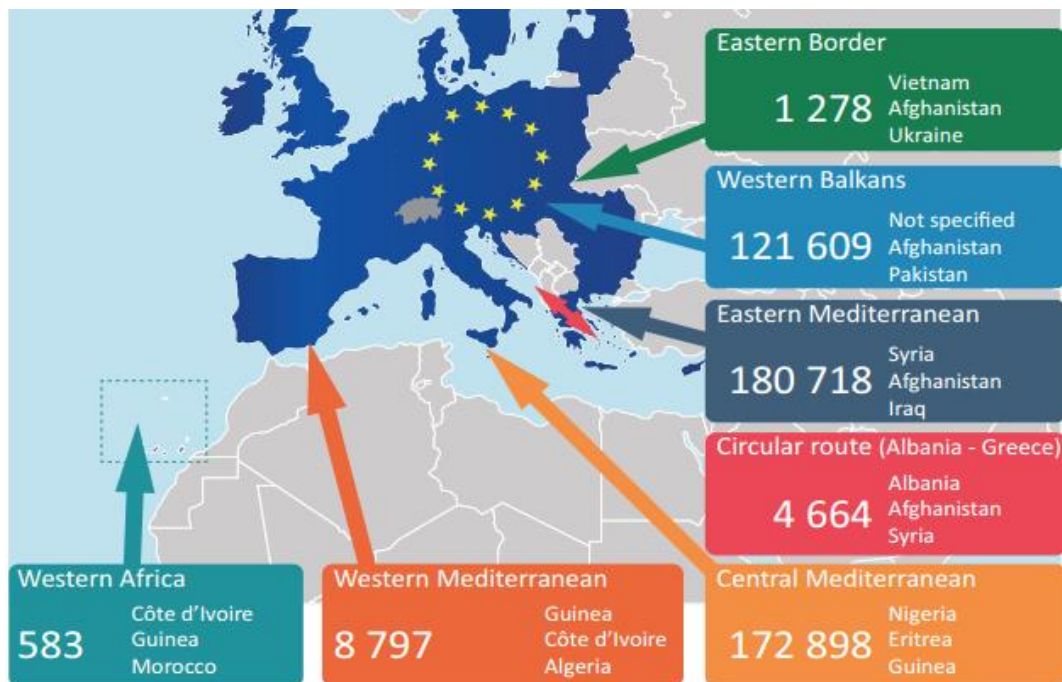 Eastern Border
1 278
Vietnam
Afghanistan
Ukraine
Western Balkans
121 609
Not specified
Afghanistan
Pakistan
Eastern Mediterranean
180 718
Syria
Afghanistan
Iraq
Circular route (Albania - Greece)
4 664
Albania
Afghanistan
Syria
Western Africa
583
Côte d’Ivoire
Guinea
Morocco
Western Mediterranean
8 797
Guinea
Côte d’Ivoire
Algeria
Central Mediterranean
172 898
Nigeria
Eritrea
Guinea